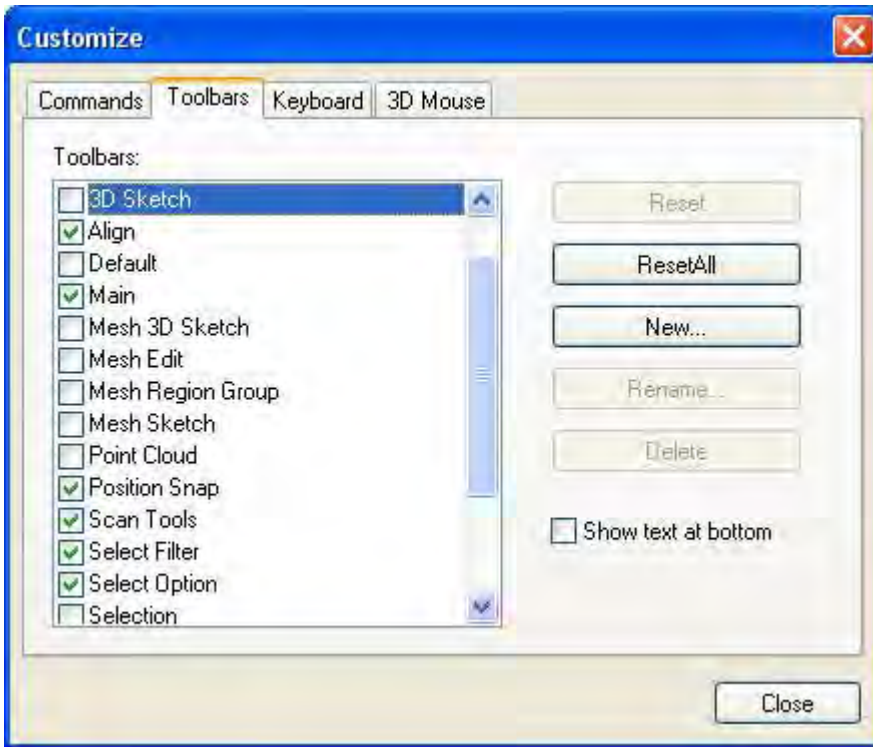 Customize
Commands Toolbars Keyboard 3D Mouse
Toolbars:
3D Sketch
Align
Default
Main
Mesh 3D Sketch
Mesh Edit
Mesh Region Group
Mesh Sketch
Point Cloud
Position Snap
Scan Tools
Select Filter
Select Option
Selection
Reset
ResetAll
New...
Rename...
Delete
Show text at bottom
Close